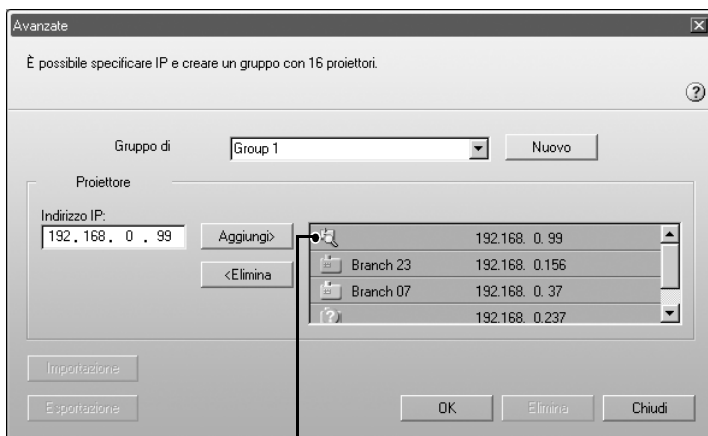 Avanzate
È possibile specificare IP e creare un gruppo con 16 proiettori.
Gruppo di
Group 1
Nuovo
Proiettore
Indirizzo IP:
192 . 168 . 0 . 99
Aggiungi>
<Elimina
192.168. 0. 99
Branch 23 192.168. 0.156
Branch 07 192.168. 0. 37
192.168. 0.237
Importazione
Esportazione
OK
Elimina
Chiudi